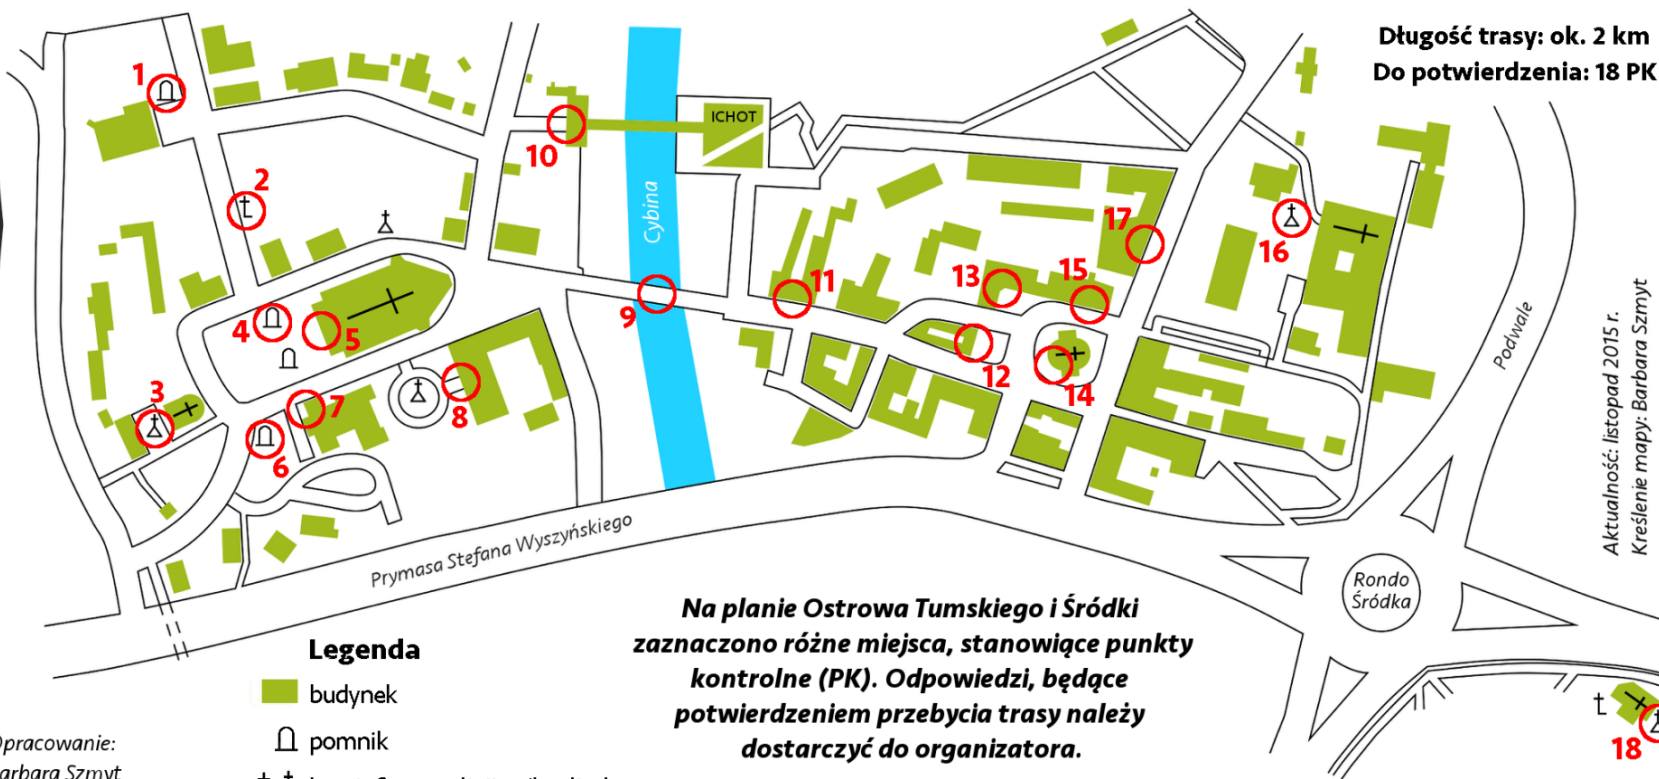 Długość trasy: ok. 2 km
Do potwierdzenia: 18 PK
1
2
3
4
5
6
7
8
9
10
11
12
13
14
15
16
17
18
ICHOT
Cybina
Podwale
Prymasa Stefana Wyszyńskiego
Rondo
Śródka
Aktualność: listopad 2015 r.
Kreślenie mapy: Barbara Szmyt
Na planie Ostrowa Tumskiego i Śródki
zaznaczono różne miejsca, stanowiące punkty
kontrolne (PK). Odpowiedzi, będące
potwierdzeniem przebycia trasy należy
dostarczyć do organizatora.
Legenda
budynek
pomnik
Opracowanie:
Barbara Szmyt